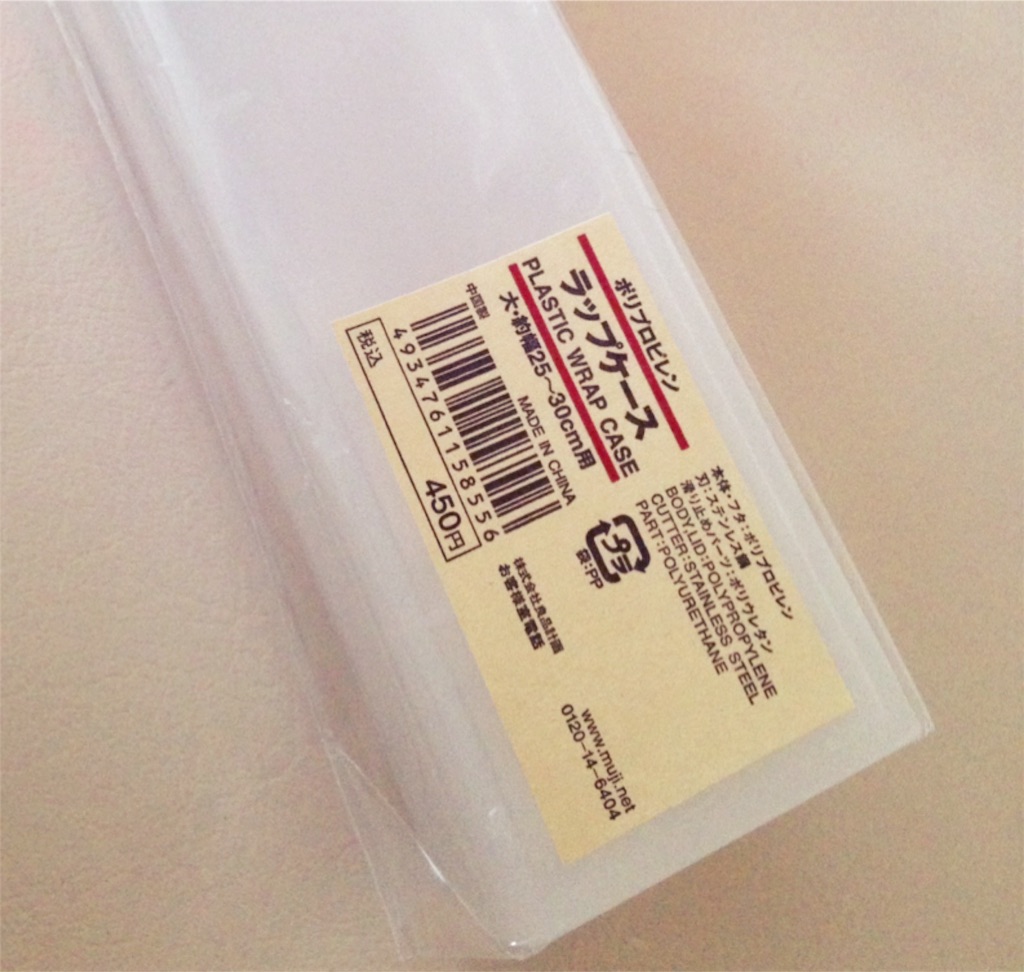 ポリプロピレン
ラップケース
PLASTIC WRAP CASE
大・約幅25〜30cm用
中国製
MADE IN CHINA
4934761158556
税込
450円
本体・フタ：ポリプロピレン
刃：ステンレス鋼
滑り止めパーツ：ポリウレタン
BODY,LID:POLYPROPYLENE
CUTTER:STAINLESS STEEL
PART:POLYURETHANE
プラ
袋：PP
株式会社良品計画
お客様室電話
www.muji.net
0120-14-6404